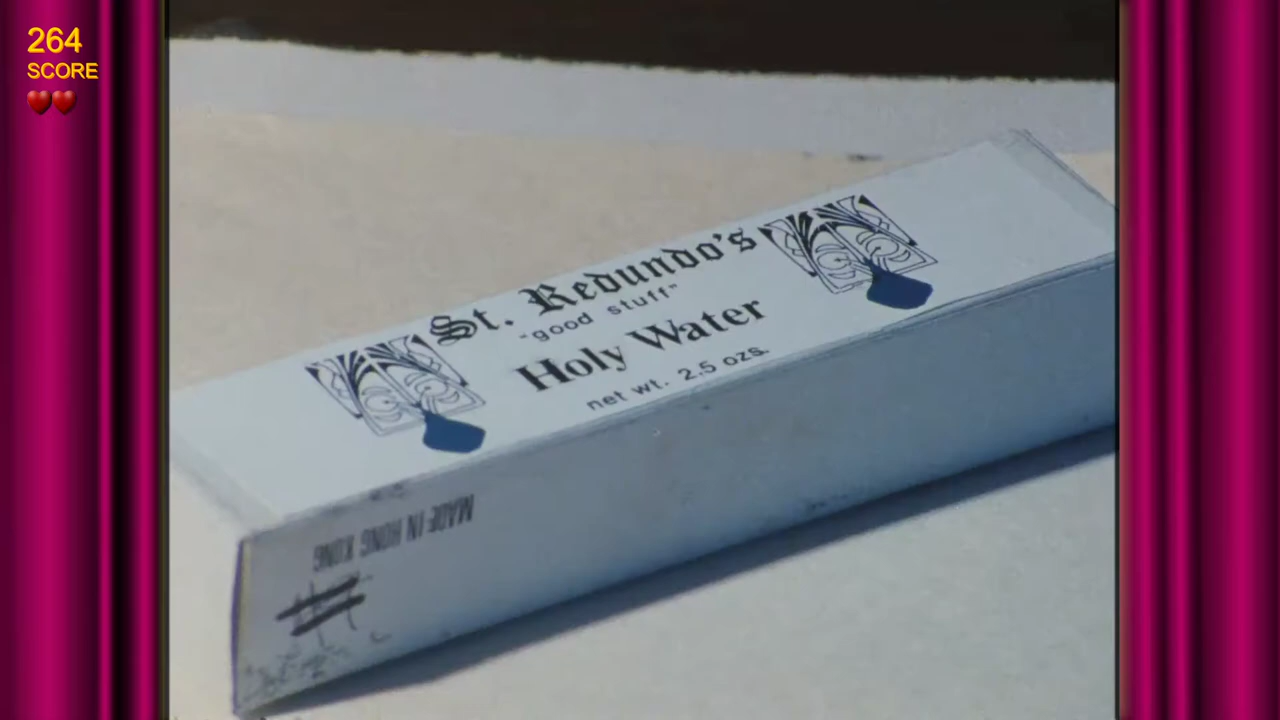 264
SCORE
St. Redundo's
"good stuff"
Holy Water
net wt. 2.5 ozs.
MADE IN HONG KONG